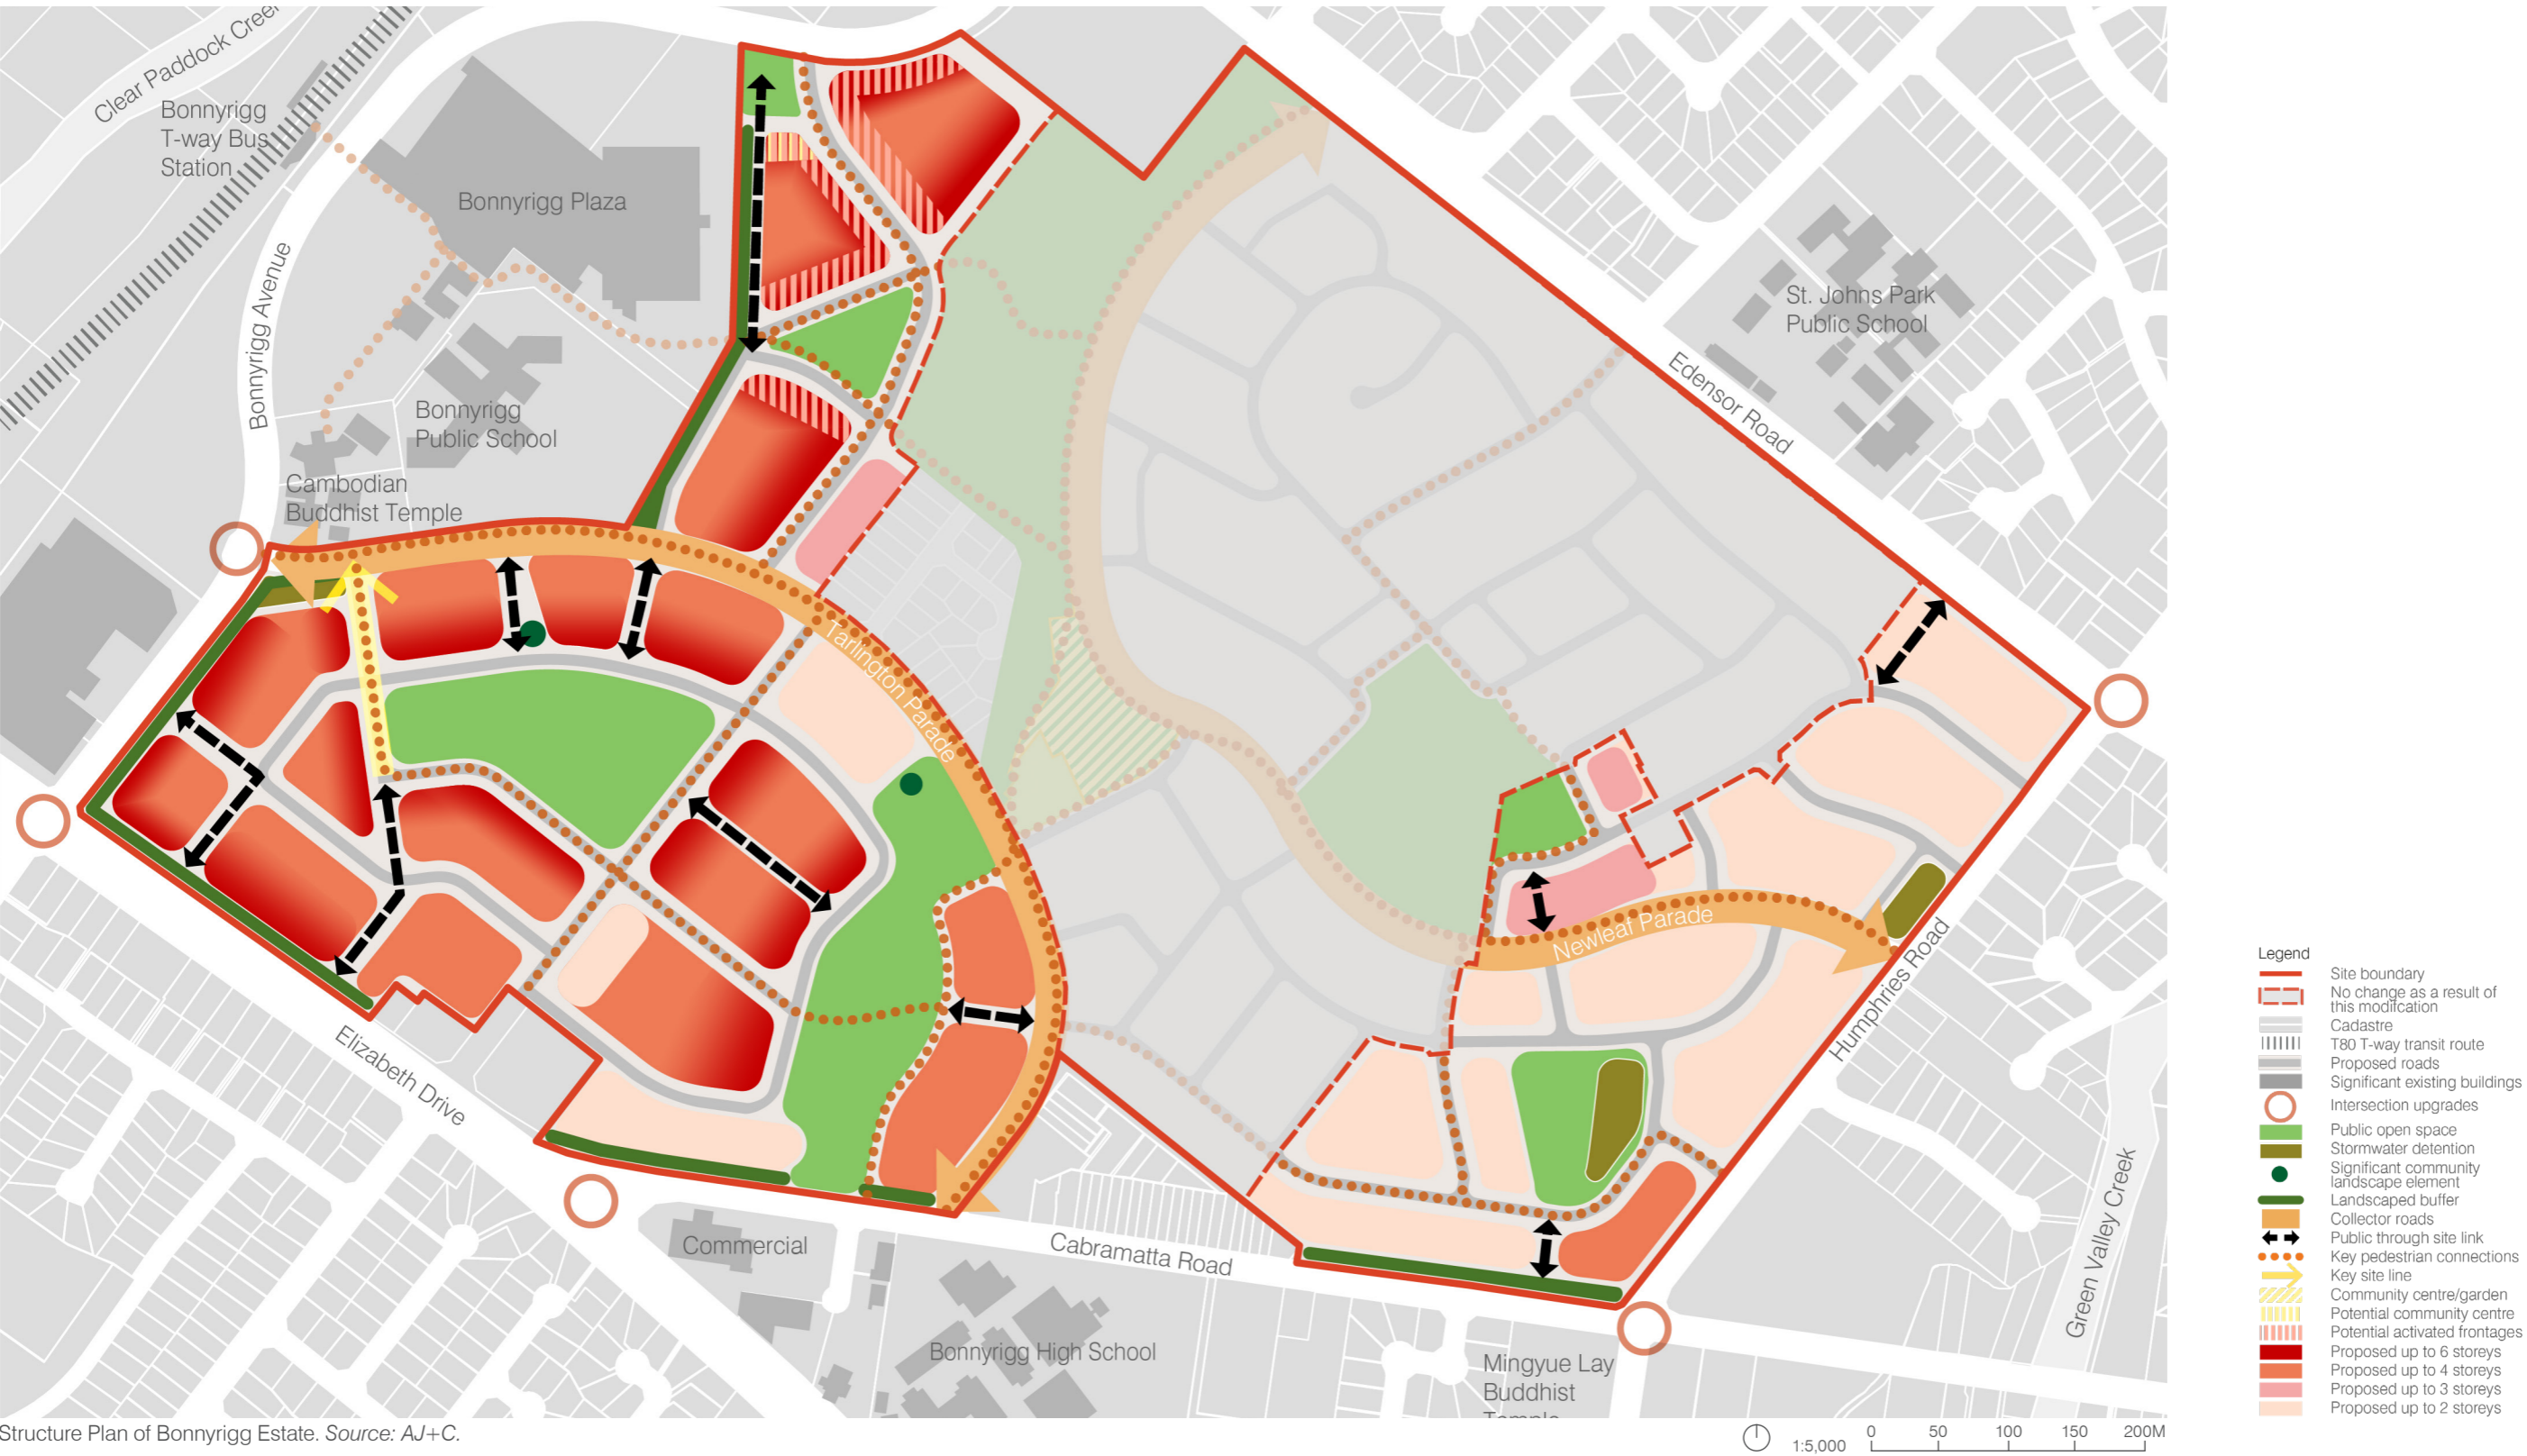 Clear Paddock Creek
Bonnyrigg
T-way Bus
Station
Bonnyrigg Plaza
Bonnyrigg Avenue
Bonnyrigg
Public School
Cambodian
Buddhist Temple
St. Johns Park
Public School
Edensor Road
Tarlington Parade
Newleaf Parade
Humphries Road
Elizabeth Drive
Green Valley Creek
Commercial
Cabramatta Road
Bonnyrigg High School
Mingyue Lay
Buddhist
Temple
Legend
Site boundary
No change as a result of
this modifcation
Cadastre
T80 T-way transit route
Proposed roads
Significant existing buildings
Intersection upgrades
Public open space
Stormwater detention
Significant community
landscape element
Landscaped buffer
Collector roads
Public through site link
Key pedestrian connections
Key site line
Community centre/garden
Potential community centre
Potential activated frontages
Proposed up to 6 storeys
Proposed up to 4 storeys
Proposed up to 3 storeys
Proposed up to 2 storeys
Structure Plan of Bonnyrigg Estate. Source: AJ+C.
1:5,000
0 50 100 150 200M